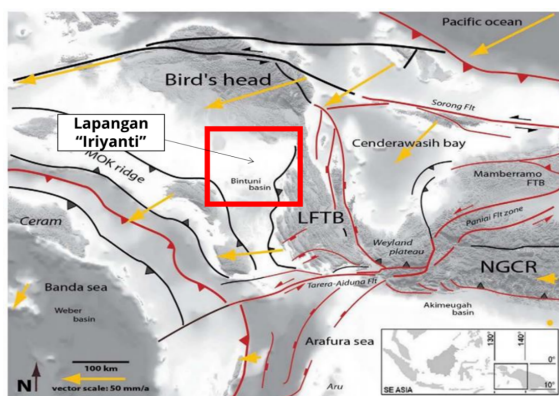 Pacific ocean
Bird's head
Sorong Flt
Lapangan
“Iriyanti”
Cenderawasih bay
MOK ridge
Mamberramo
FTB
Bintuni
basin
Ceram
LFTB
Paniai Flt zone
Weyland
plateau
NGCR
Tarera-Aiduna Flt
Banda sea
Weber
basin
Akimeugah
basin
Arafura sea
100 km
N
vector scale: 50 mm/a
Aru
SE ASIA
130°
140°
0°
10°